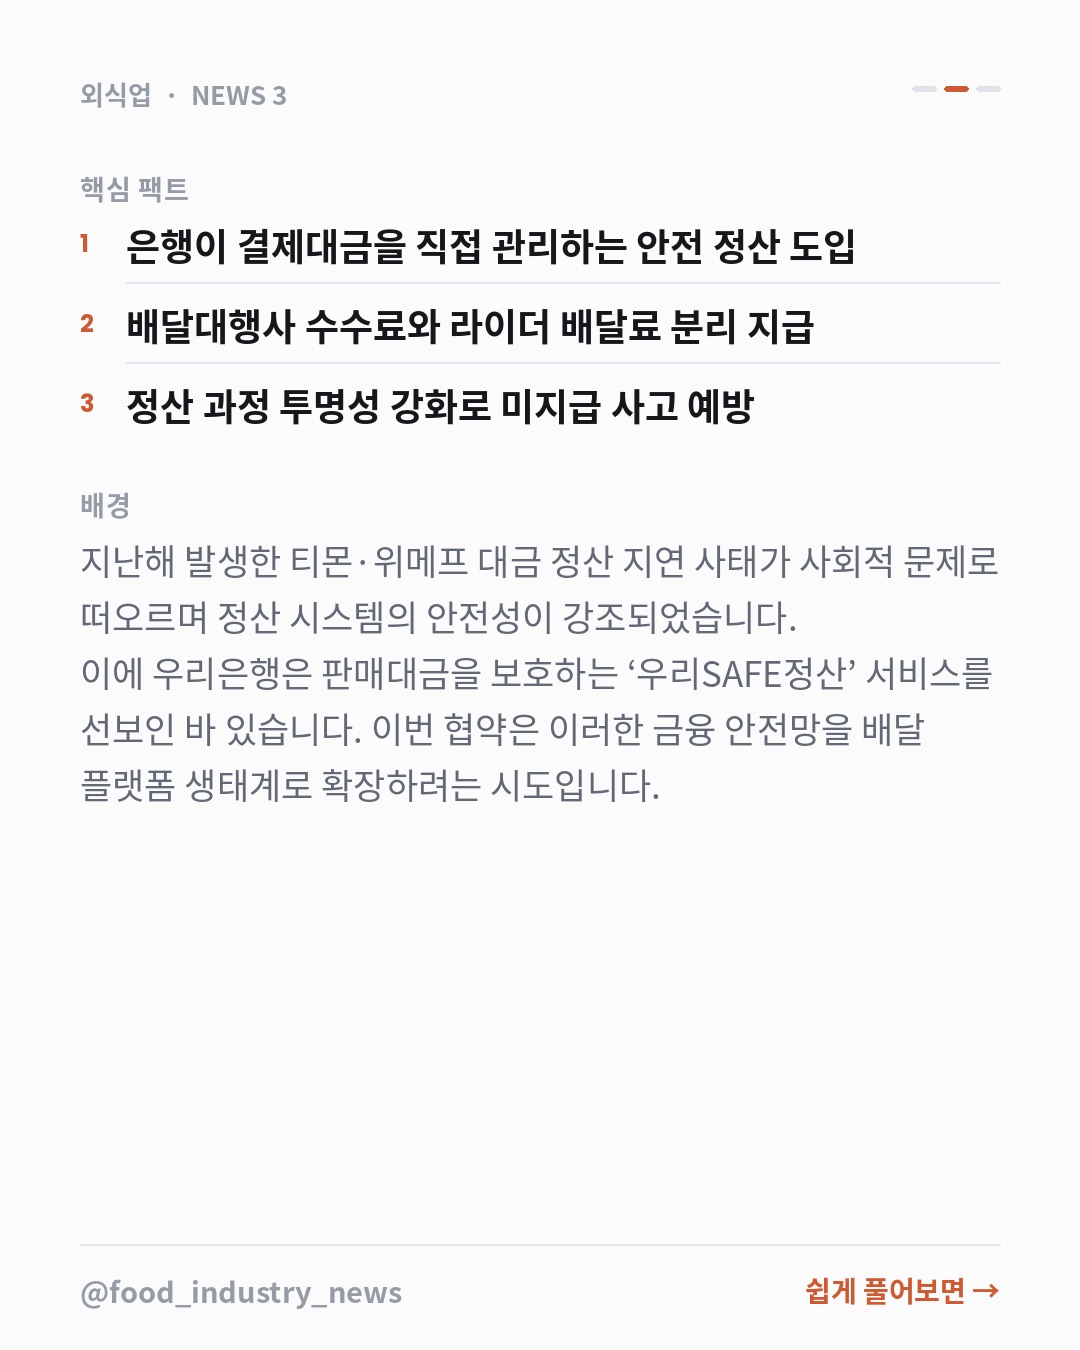 외식업 · NEWS 3
핵심 팩트
1 은행이 결제대금을 직접 관리하는 안전 정산 도입
2 배달대행사 수수료와 라이더 배달료 분리 지급
3 정산 과정 투명성 강화로 미지급 사고 예방
배경
지난해 발생한 티몬·위메프 대금 정산 지연 사태가 사회적 문제로
떠오르며 정산 시스템의 안전성이 강조되었습니다.
이에 우리은행은 판매대금을 보호하는 ‘우리SAFE정산’ 서비스를
선보인 바 있습니다. 이번 협약은 이러한 금융 안전망을 배달
플랫폼 생태계로 확장하려는 시도입니다.
@food_industry_news
쉽게 풀어보면 →